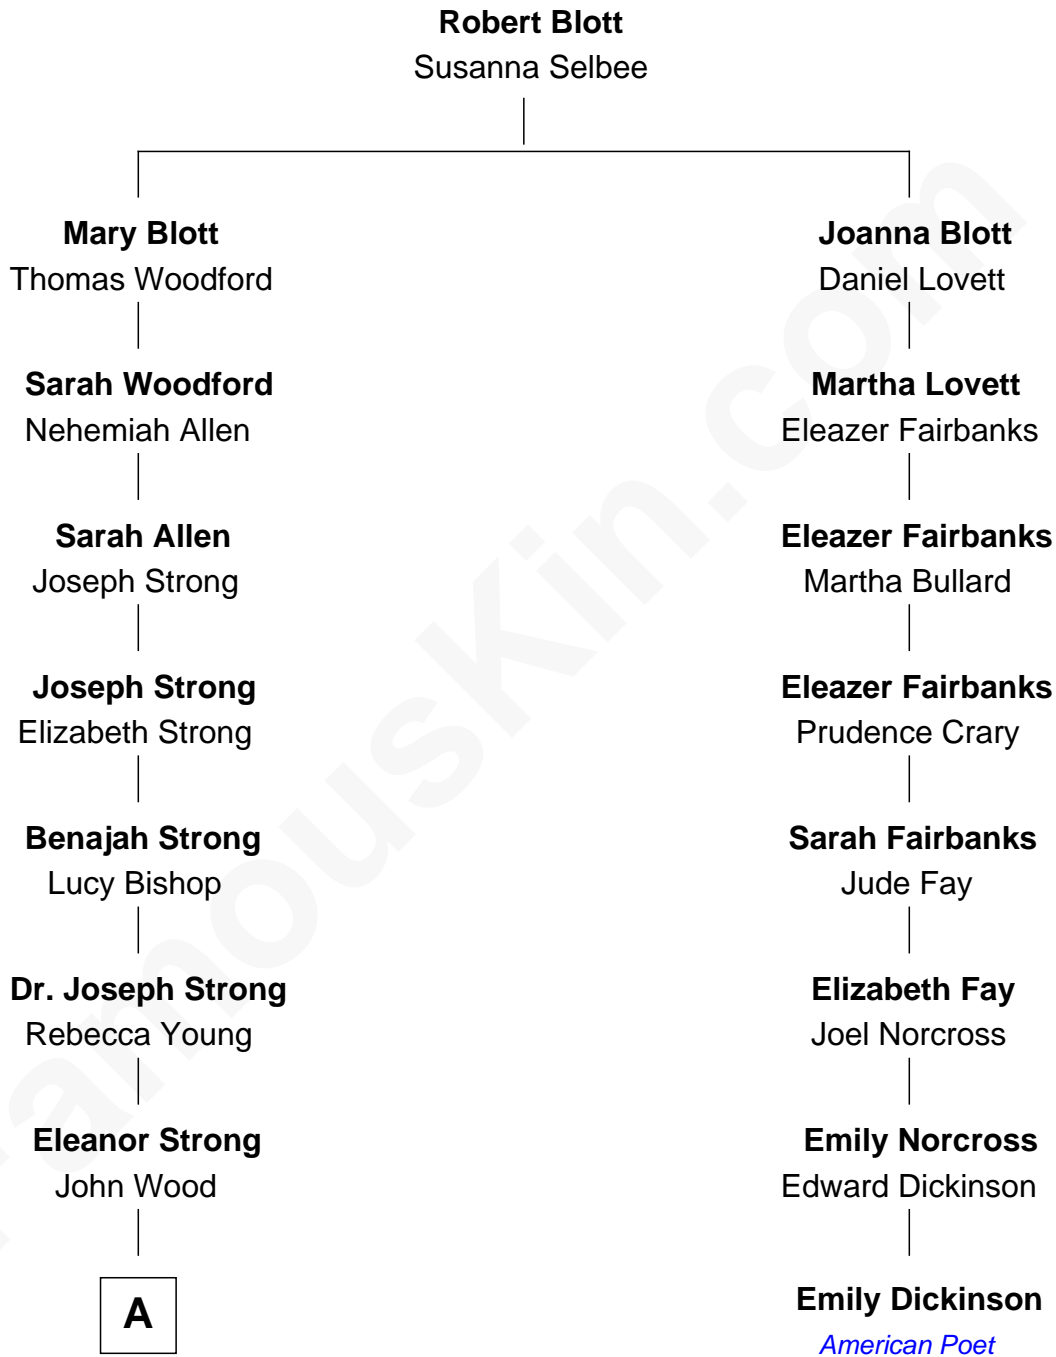 Robert Blott
Susanna Selbee
Mary Blott
Thomas Woodford
Joanna Blott
Daniel Lovett
Sarah Woodford
Nehemiah Allen
Martha Lovett
Eleazer Fairbanks
Sarah Allen
Joseph Strong
Eleazer Fairbanks
Martha Bullard
Joseph Strong
Elizabeth Strong
Eleazer Fairbanks
Prudence Crary
Benajah Strong
Lucy Bishop
Sarah Fairbanks
Jude Fay
Dr. Joseph Strong
Rebecca Young
Elizabeth Fay
Joel Norcross
Eleanor Strong
John Wood
Emily Norcross
Edward Dickinson
A
Emily Dickinson
American Poet
FamousKin.com